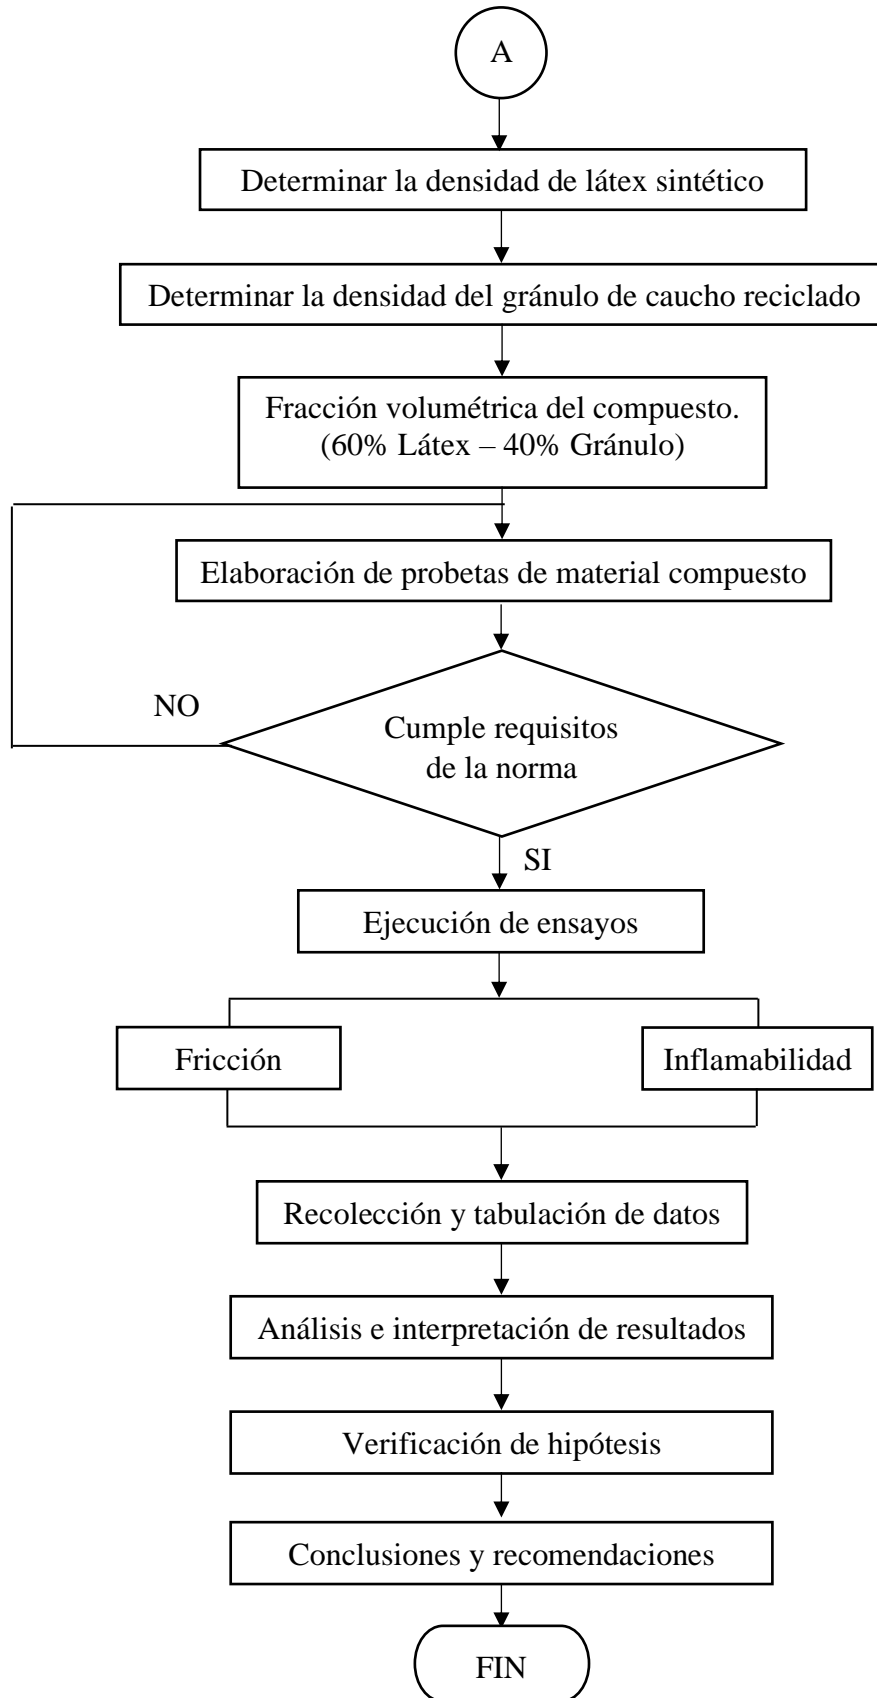 A
Determinar la densidad de látex sintético
Determinar la densidad del gránulo de caucho reciclado
Fracción volumétrica del compuesto.
(60% Látex – 40% Gránulo)
Elaboración de probetas de material compuesto
NO
Cumple requisitos
de la norma
SI
Ejecución de ensayos
Fricción
Inflamabilidad
Recolección y tabulación de datos
Análisis e interpretación de resultados
Verificación de hipótesis
Conclusiones y recomendaciones
FIN